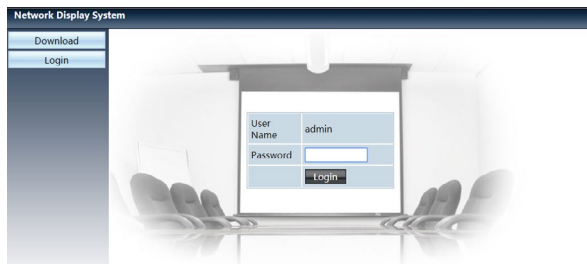 Network Display System
Download
Login
User Name
admin
Password
Login